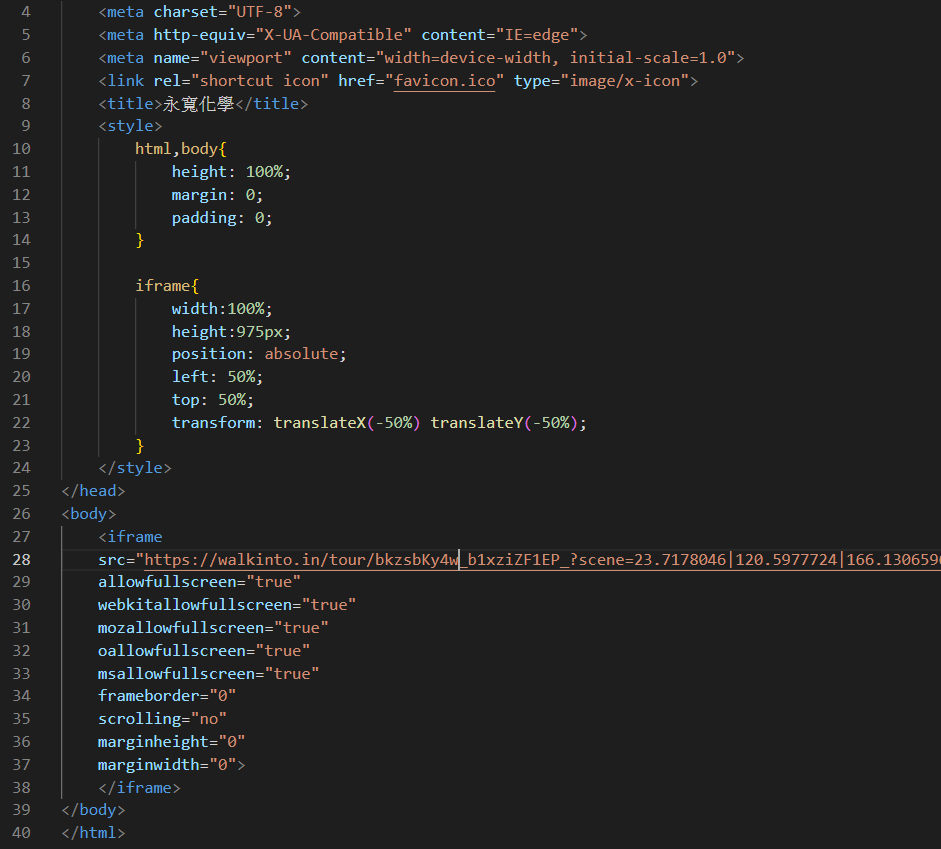 4 <meta charset="UTF-8">
5 <meta http-equiv="X-UA-Compatible" content="IE=edge">
6 <meta name="viewport" content="width=device-width, initial-scale=1.0">
7 <link rel="shortcut icon" href="favicon.ico" type="image/x-icon">
8 <title>永寬化學</title>
9 <style>
10 html,body{
11 height: 100%;
12 margin: 0;
13 padding: 0;
14 }
15
16 iframe{
17 width:100%;
18 height:975px;
19 position: absolute;
20 left: 50%;
21 top: 50%;
22 transform: translateX(-50%) translateY(-50%);
23 }
24 </style>
25 </head>
26 <body>
27 <iframe
28 src="https://walkinto.in/tour/bkzsbKy4w_b1xziZF1EP_?scene=23.7178046|120.5977724|166.1306596
29 allowfullscreen="true"
30 webkitallowfullscreen="true"
31 mozallowfullscreen="true"
32 oallowfullscreen="true"
33 msallowfullscreen="true"
34 frameborder="0"
35 scrolling="no"
36 marginheight="0"
37 marginwidth="0">
38 </iframe>
39 </body>
40 </html>